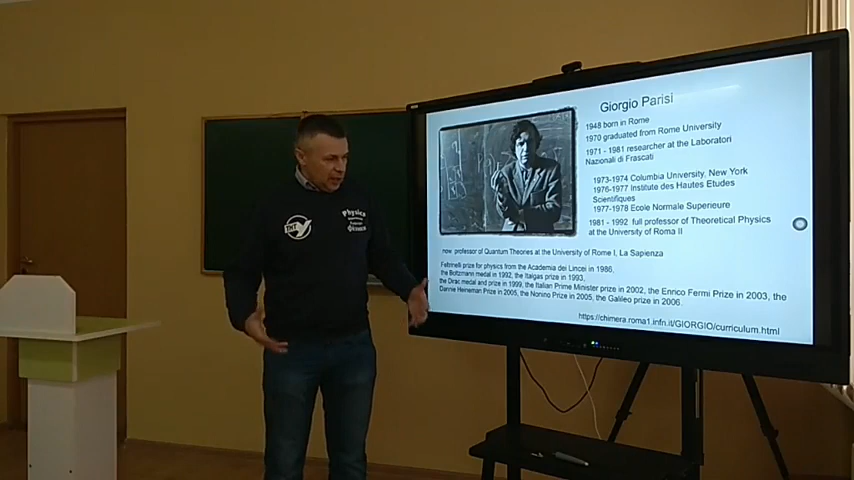 Giorgio Parisi
1948 born in Rome
1970 graduated from Rome University
1971 - 1981 researcher at the Laboratori
Nazionali di Frascati
1973-1974 Columbia University, New York
1976-1977 Institute des Hautes Etudes
Scientifiques
1977-1978 Ecole Normale Superieure
1981 - 1992 full professor of Theoretical Physics
at the University of Roma II
now professor of Quantum Theories at the University of Rome I, La Sapienza
Feltrinelli prize for physics from the Academia dei Lincei in 1986,
the Boltzmann medal in 1992, the Italgas prize in 1993,
the Dirac medal and prize in 1999, the Italian Prime Minister prize in 2002, the Enrico Fermi Prize in 2003, the
Dannie Heineman Prize in 2005, the Nonino Prize in 2005, the Galileo prize in 2006.
https://chimera.roma1.infn.it/GIORGIO/curriculum.html
Physics